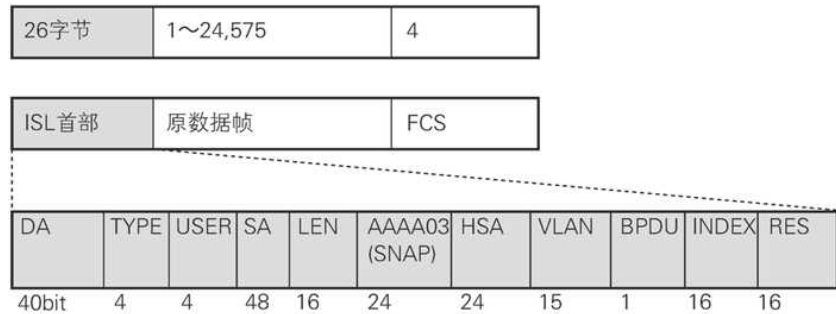 26字节 1～24,575 4
ISL首部 原数据帧 FCS
DA TYPE USER SA LEN AAAA03 HSA VLAN BPDU INDEX RES
(SNAP)
40bit 4 4 48 16 24 24 15 1 16 16